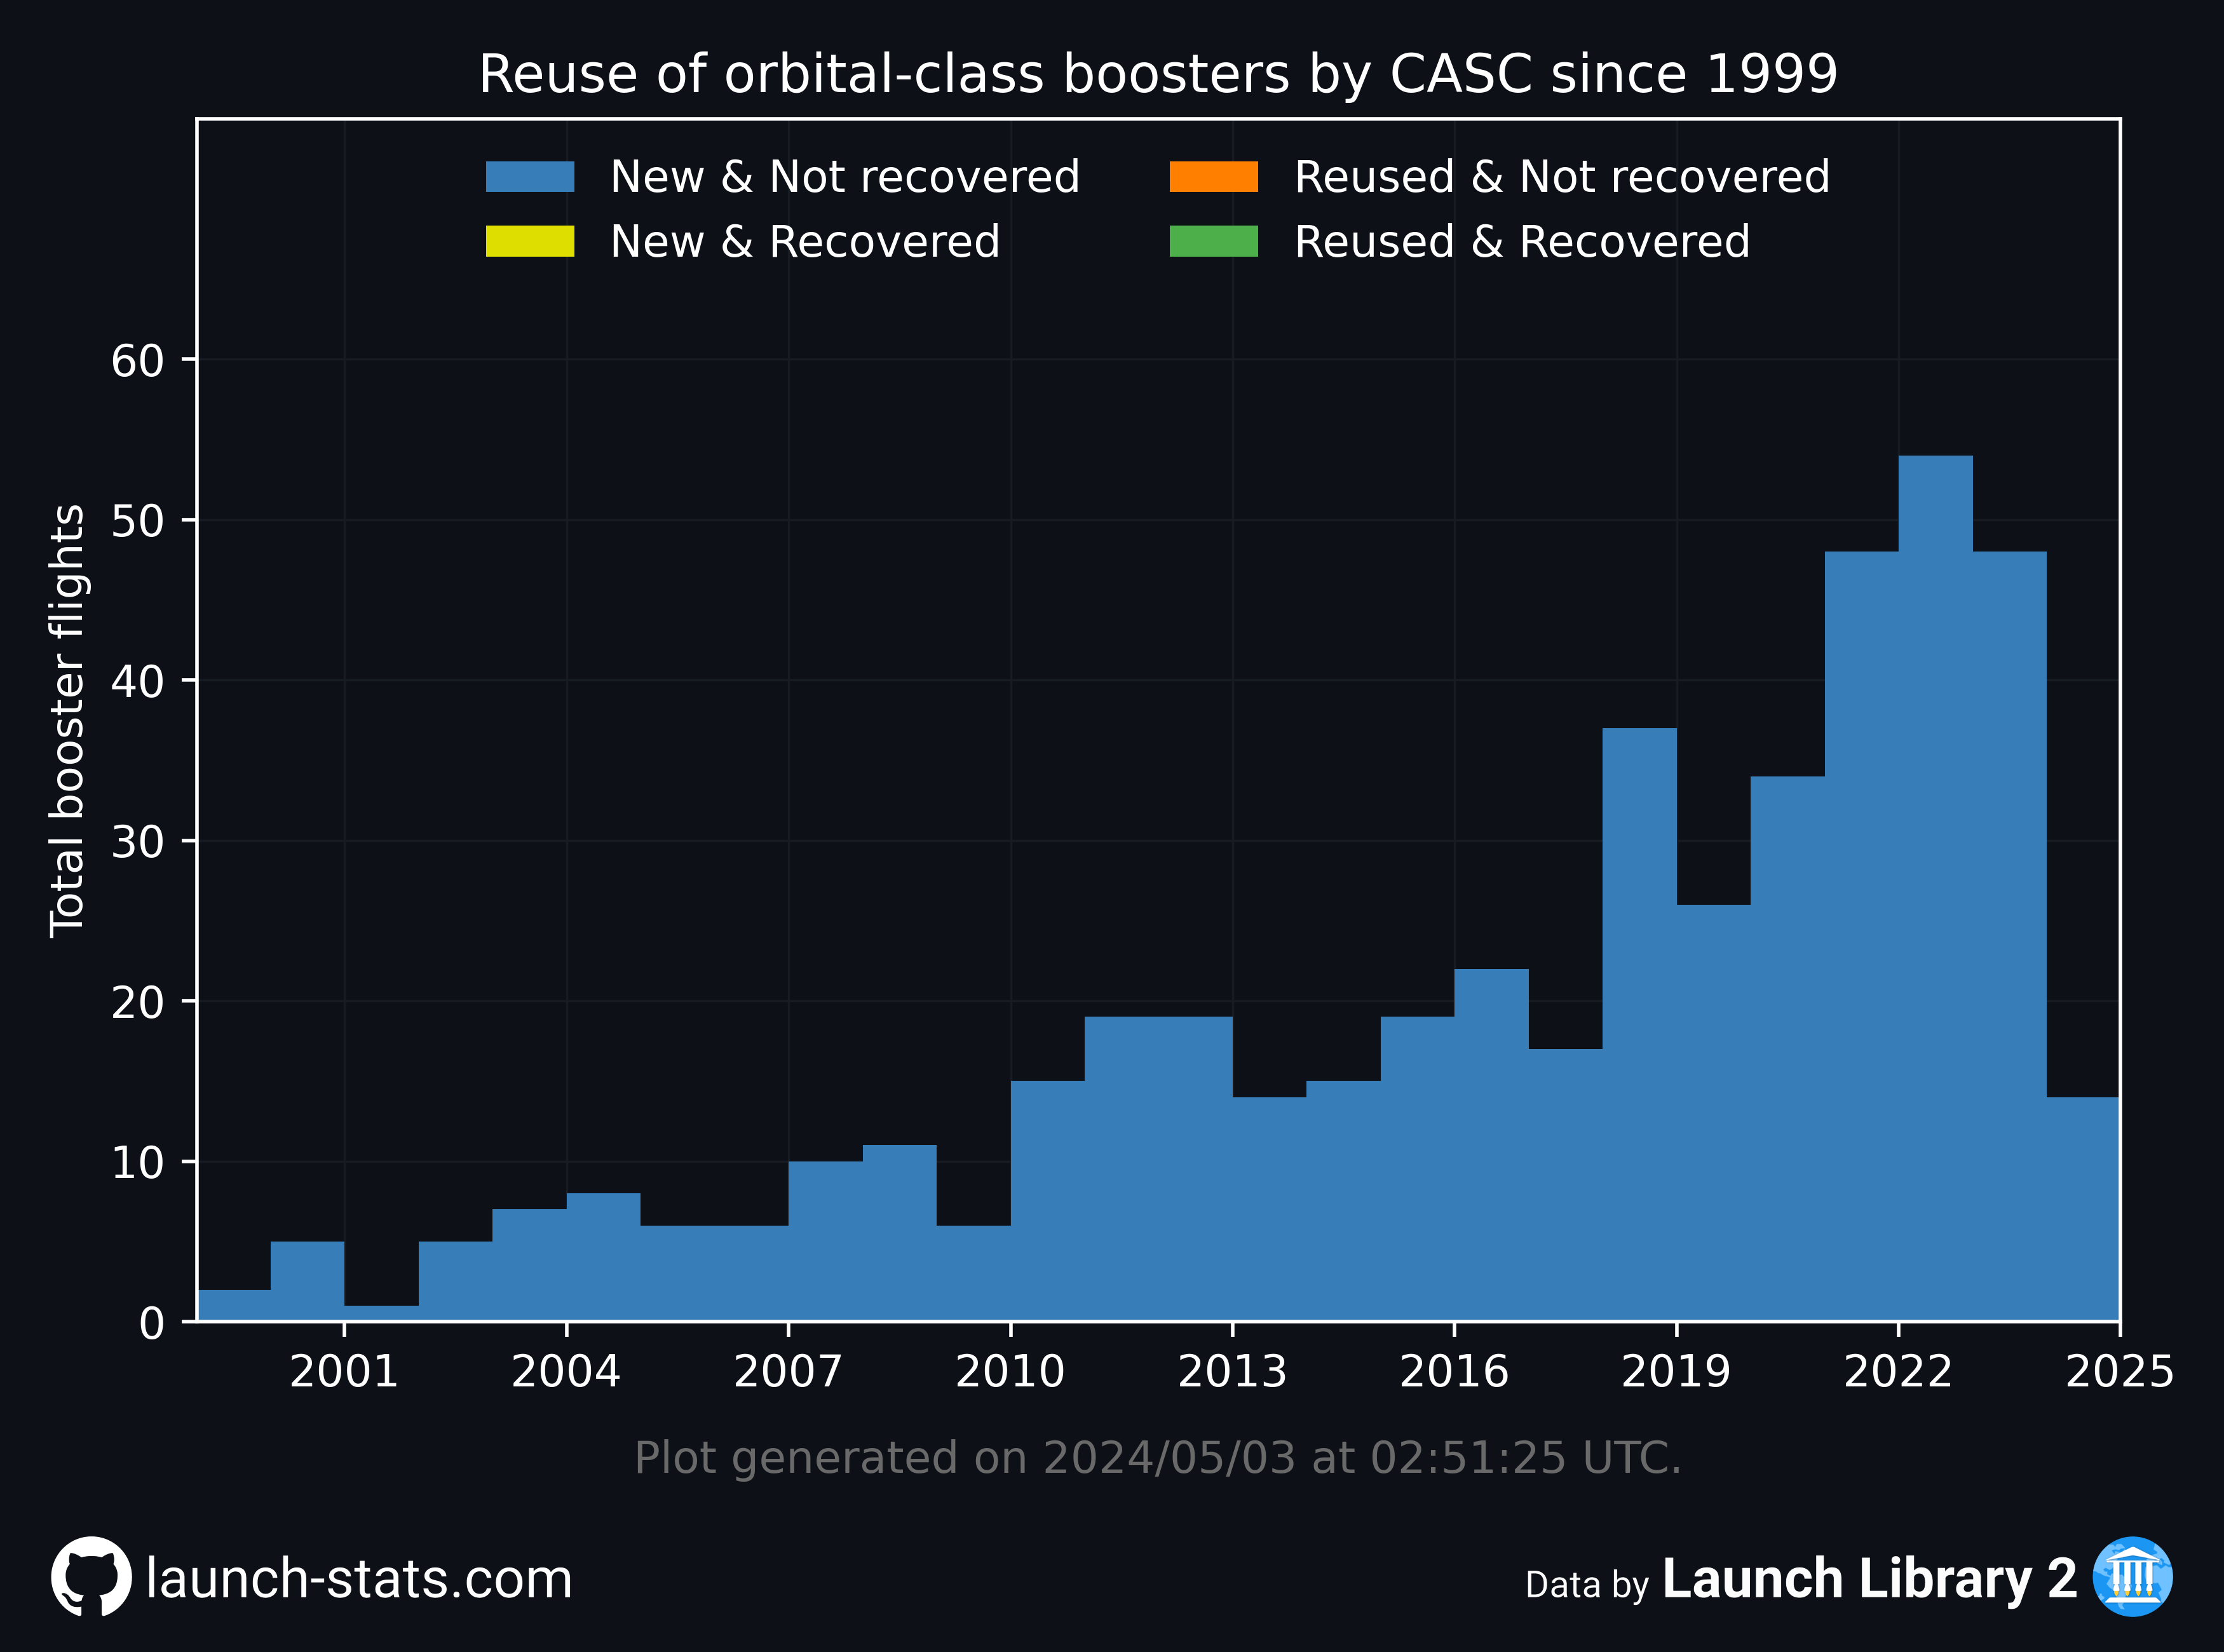 Reuse of orbital-class boosters by CASC since 1999
New & Not recovered
New & Recovered
Reused & Not recovered
Reused & Recovered
Total booster flights
60
50
40
30
20
10
0
2001 2004 2007 2010 2013 2016 2019 2022 2025
Plot generated on 2024/05/03 at 02:51:25 UTC.
launch-stats.com
Data by Launch Library 2